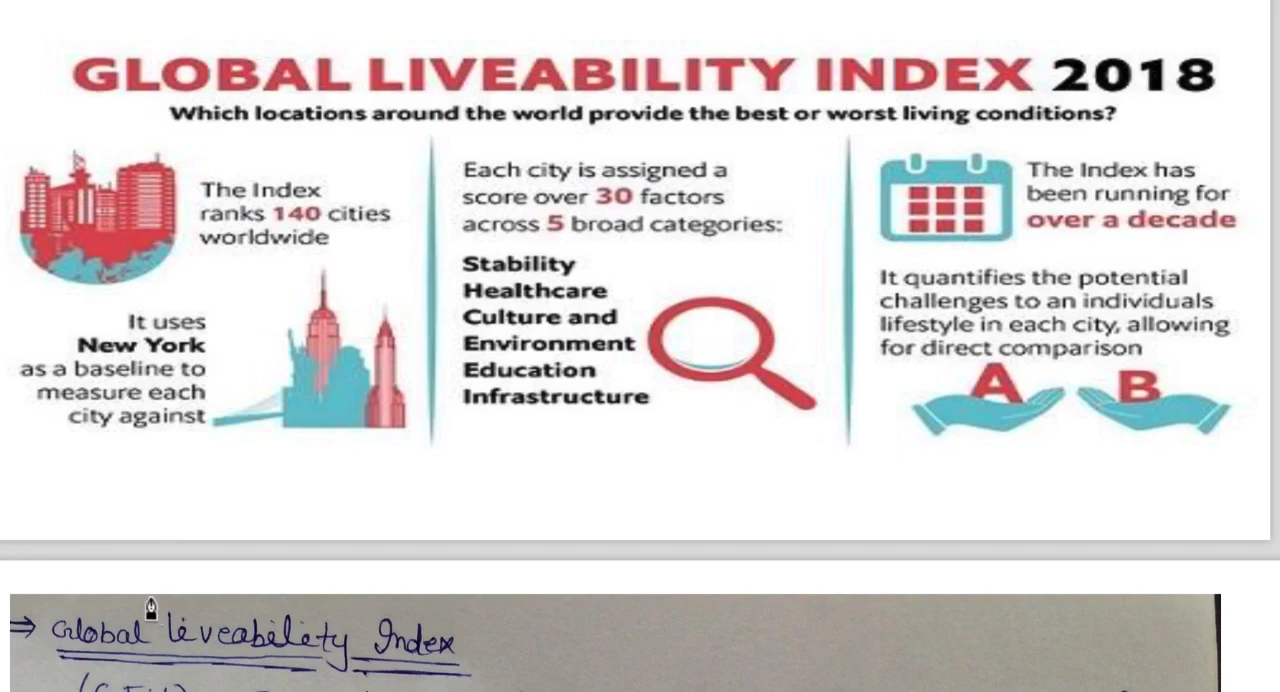 GLOBAL LIVEABILITY INDEX 2018
Which locations around the world provide the best or worst living conditions?
The Index
ranks 140 cities
worldwide
It uses
New York
as a baseline to
measure each
city against
Each city is assigned a
score over 30 factors
across 5 broad categories:
Stability
Healthcare
Culture and
Environment
Education
Infrastructure
The Index has
been running for
over a decade
It quantifies the potential
challenges to an individuals
lifestyle in each city, allowing
for direct comparison
A B
⇒ Global Liveability Index